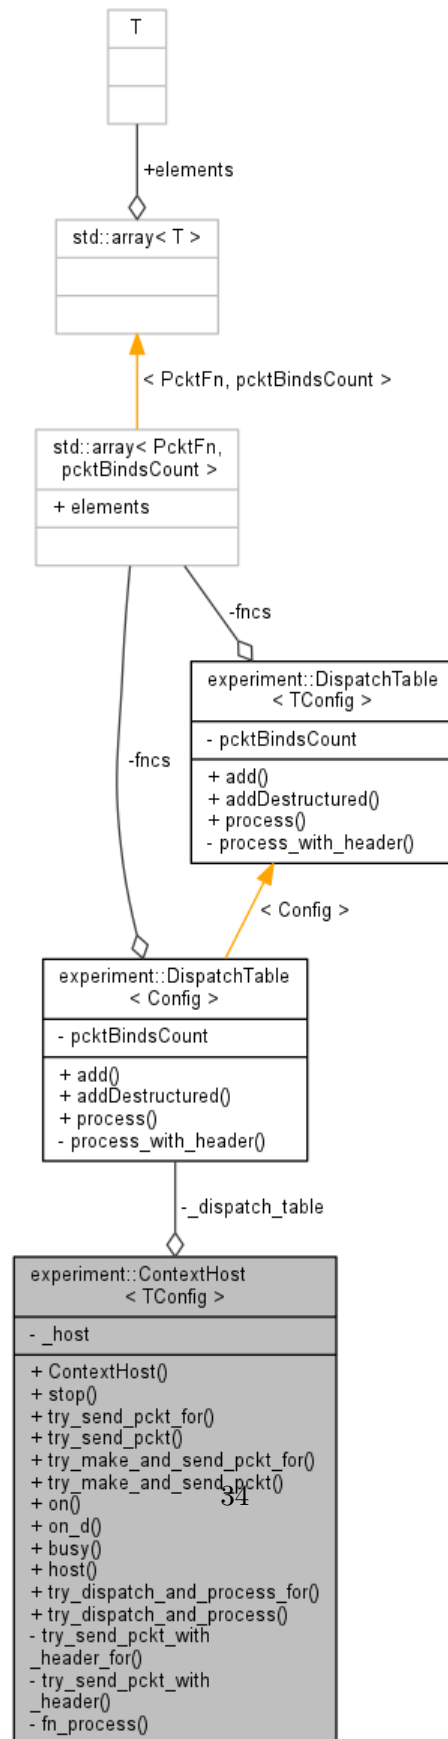 T
+elements
std::array< T >
< PcktFn, pcktBindsCount >
std::array< PcktFn,
pcktBindsCount >
+ elements
-fncs
experiment::DispatchTable
< TConfig >
- pcktBindsCount
+ add()
+ addDestructured()
+ process()
- process_with_header()
-fncs
< Config >
experiment::DispatchTable
< Config >
- pcktBindsCount
+ add()
+ addDestructured()
+ process()
- process_with_header()
-_dispatch_table
experiment::ContextHost
< TConfig >
- _host
+ ContextHost()
+ stop()
+ try_send_pckt_for()
+ try_send_pckt()
+ try_make_and_send_pckt_for()
+ try_make_and_send_pckt()
34
+ on()
+ on_d()
+ busy()
+ host()
+ try_dispatch_and_process_for()
+ try_dispatch_and_process()
- try_send_pckt_with
_header_for()
- try_send_pckt_with
_header()
- fn_process()